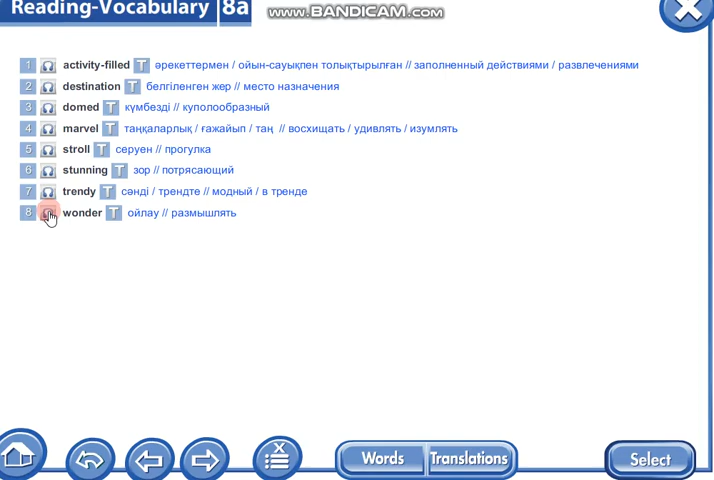 Reading-Vocabulary 8a
www.BANDICAM.com
1 activity-filled T әрекеттермен / ойын-сауықпен толықтырылған // заполненный действиями / развлечениями
2 destination T белгіленген жер // место назначения
3 domed T күмбезді // куполообразный
4 marvel T таңқаларлық / ғажайып / таң // восхищать / удивлять / изумлять
5 stroll T серуен // прогулка
6 stunning T зор // потрясающий
7 trendy T сәнді / трендте // модный / в тренде
8 wonder T ойлау // размышлять
Words Translations Select